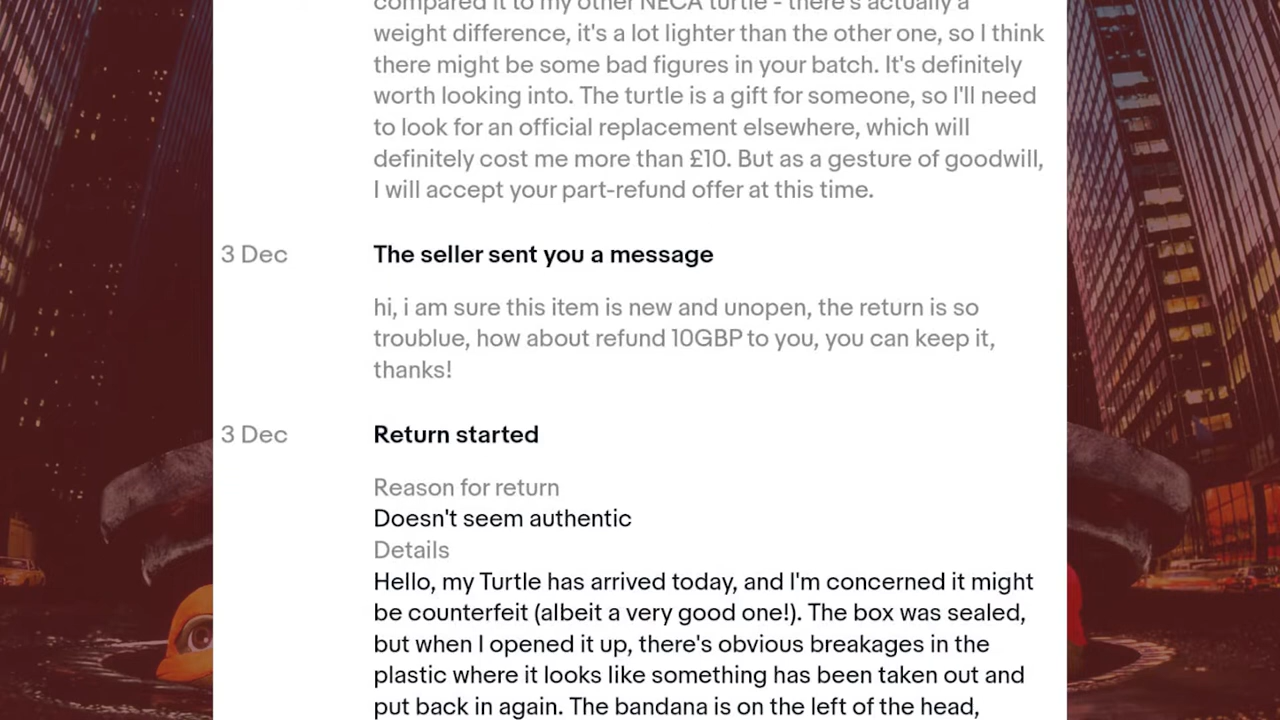 compared it to my other NECA turtle - there's actually a
weight difference, it's a lot lighter than the other one, so I think
there might be some bad figures in your batch. It's definitely
worth looking into. The turtle is a gift for someone, so I'll need
to look for an official replacement elsewhere, which will
definitely cost me more than £10. But as a gesture of goodwill,
I will accept your part-refund offer at this time.
3 Dec The seller sent you a message
hi, i am sure this item is new and unopen, the return is so
troublue, how about refund 10GBP to you, you can keep it,
thanks!
3 Dec Return started
Reason for return
Doesn't seem authentic
Details
Hello, my Turtle has arrived today, and I'm concerned it might
be counterfeit (albeit a very good one!). The box was sealed,
but when I opened it up, there's obvious breakages in the
plastic where it looks like something has been taken out and
put back in again. The bandana is on the left of the head,